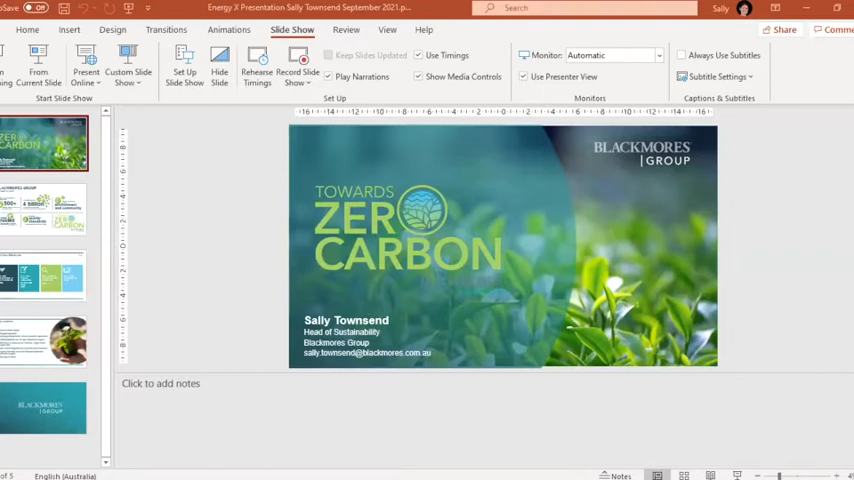 Save Off
Energy X Presentation Sally Townsend September 2021.p...
Search
Sally
Home Insert Design Transitions Animations Slide Show Review View Help
Share
Comme
From
Current Slide
Present
Online
Custom Slide
Show
Set Up
Slide Show
Hide
Slide
Rehearse
Timings
Record Slide
Show
Keep Slides Updated
Use Timings
Play Narrations
Show Media Controls
Monitor: Automatic
Use Presenter View
Always Use Subtitles
Subtitle Settings
Start Slide Show
Set Up
Monitors
Captions & Subtitles
BLACKMORES
GROUP
TOWARDS
ZERO
CARBON
Sally Townsend
Head of Sustainability
Blackmores Group
sally.townsend@blackmores.com.au
Click to add notes
of 5
English (Australia)
Notes